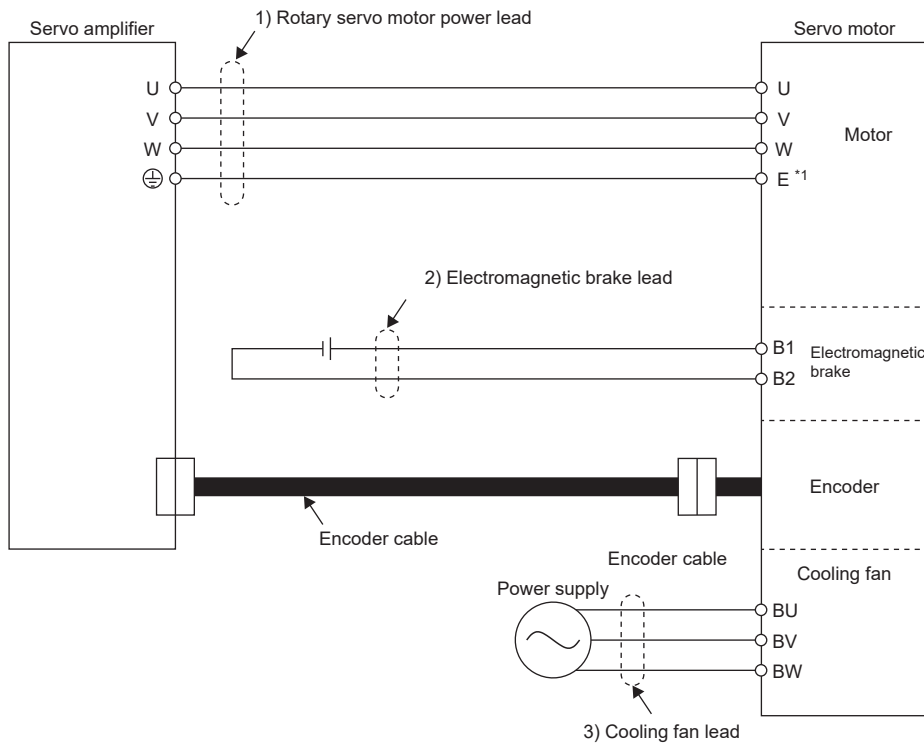 1) Rotary servo motor power lead
Servo amplifier
Servo motor
U
U
V
V
Motor
W
W
E *1
2) Electromagnetic brake lead
B1
Electromagnetic
brake
B2
Encoder
Encoder cable
Encoder cable
Cooling fan
Power supply
BU
BV
BW
3) Cooling fan lead